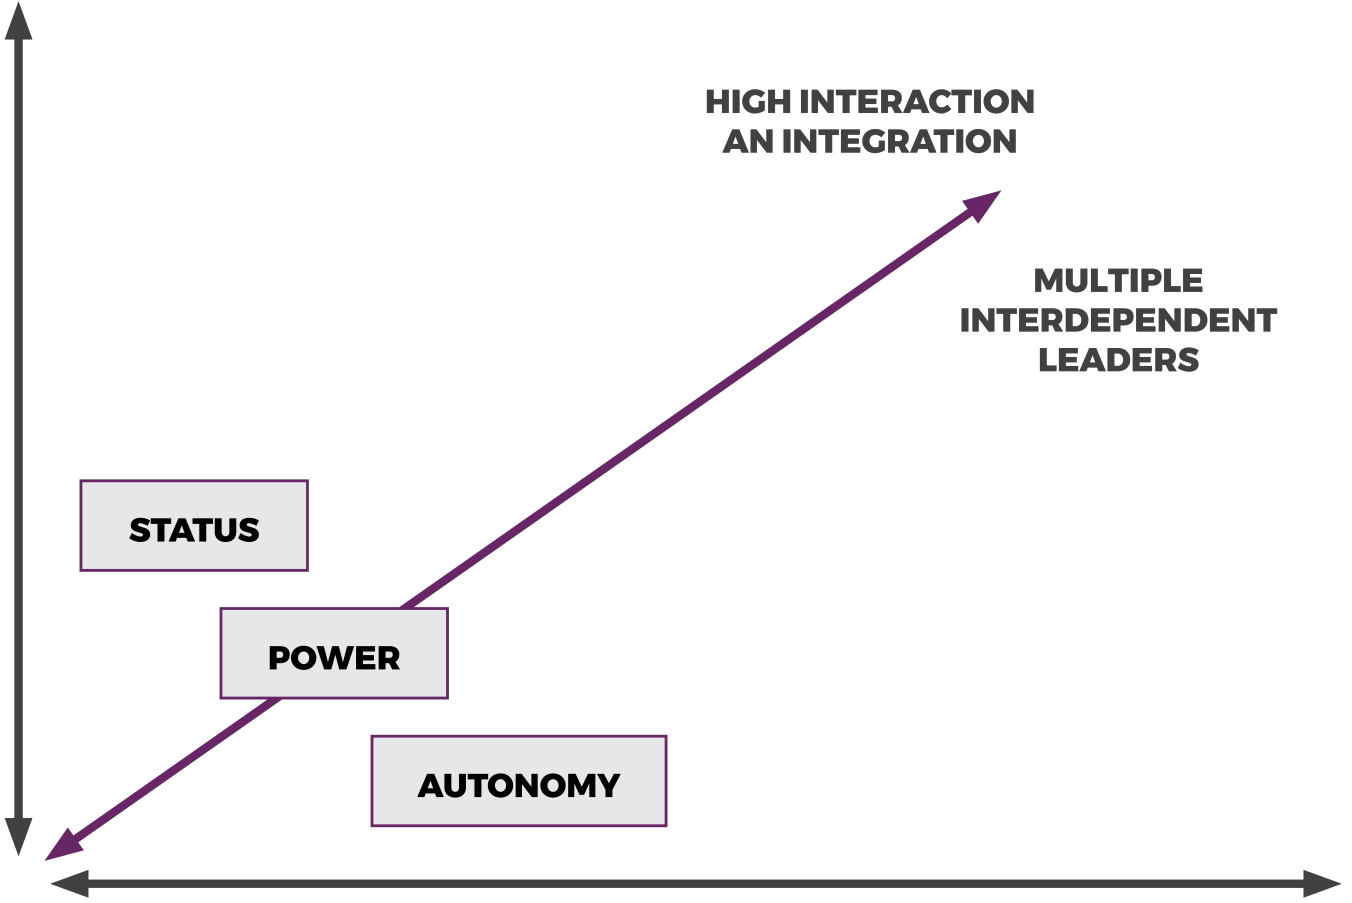 HIGH INTERACTION
AN INTEGRATION
MULTIPLE
INTERDEPENDENT
LEADERS
STATUS
POWER
AUTONOMY